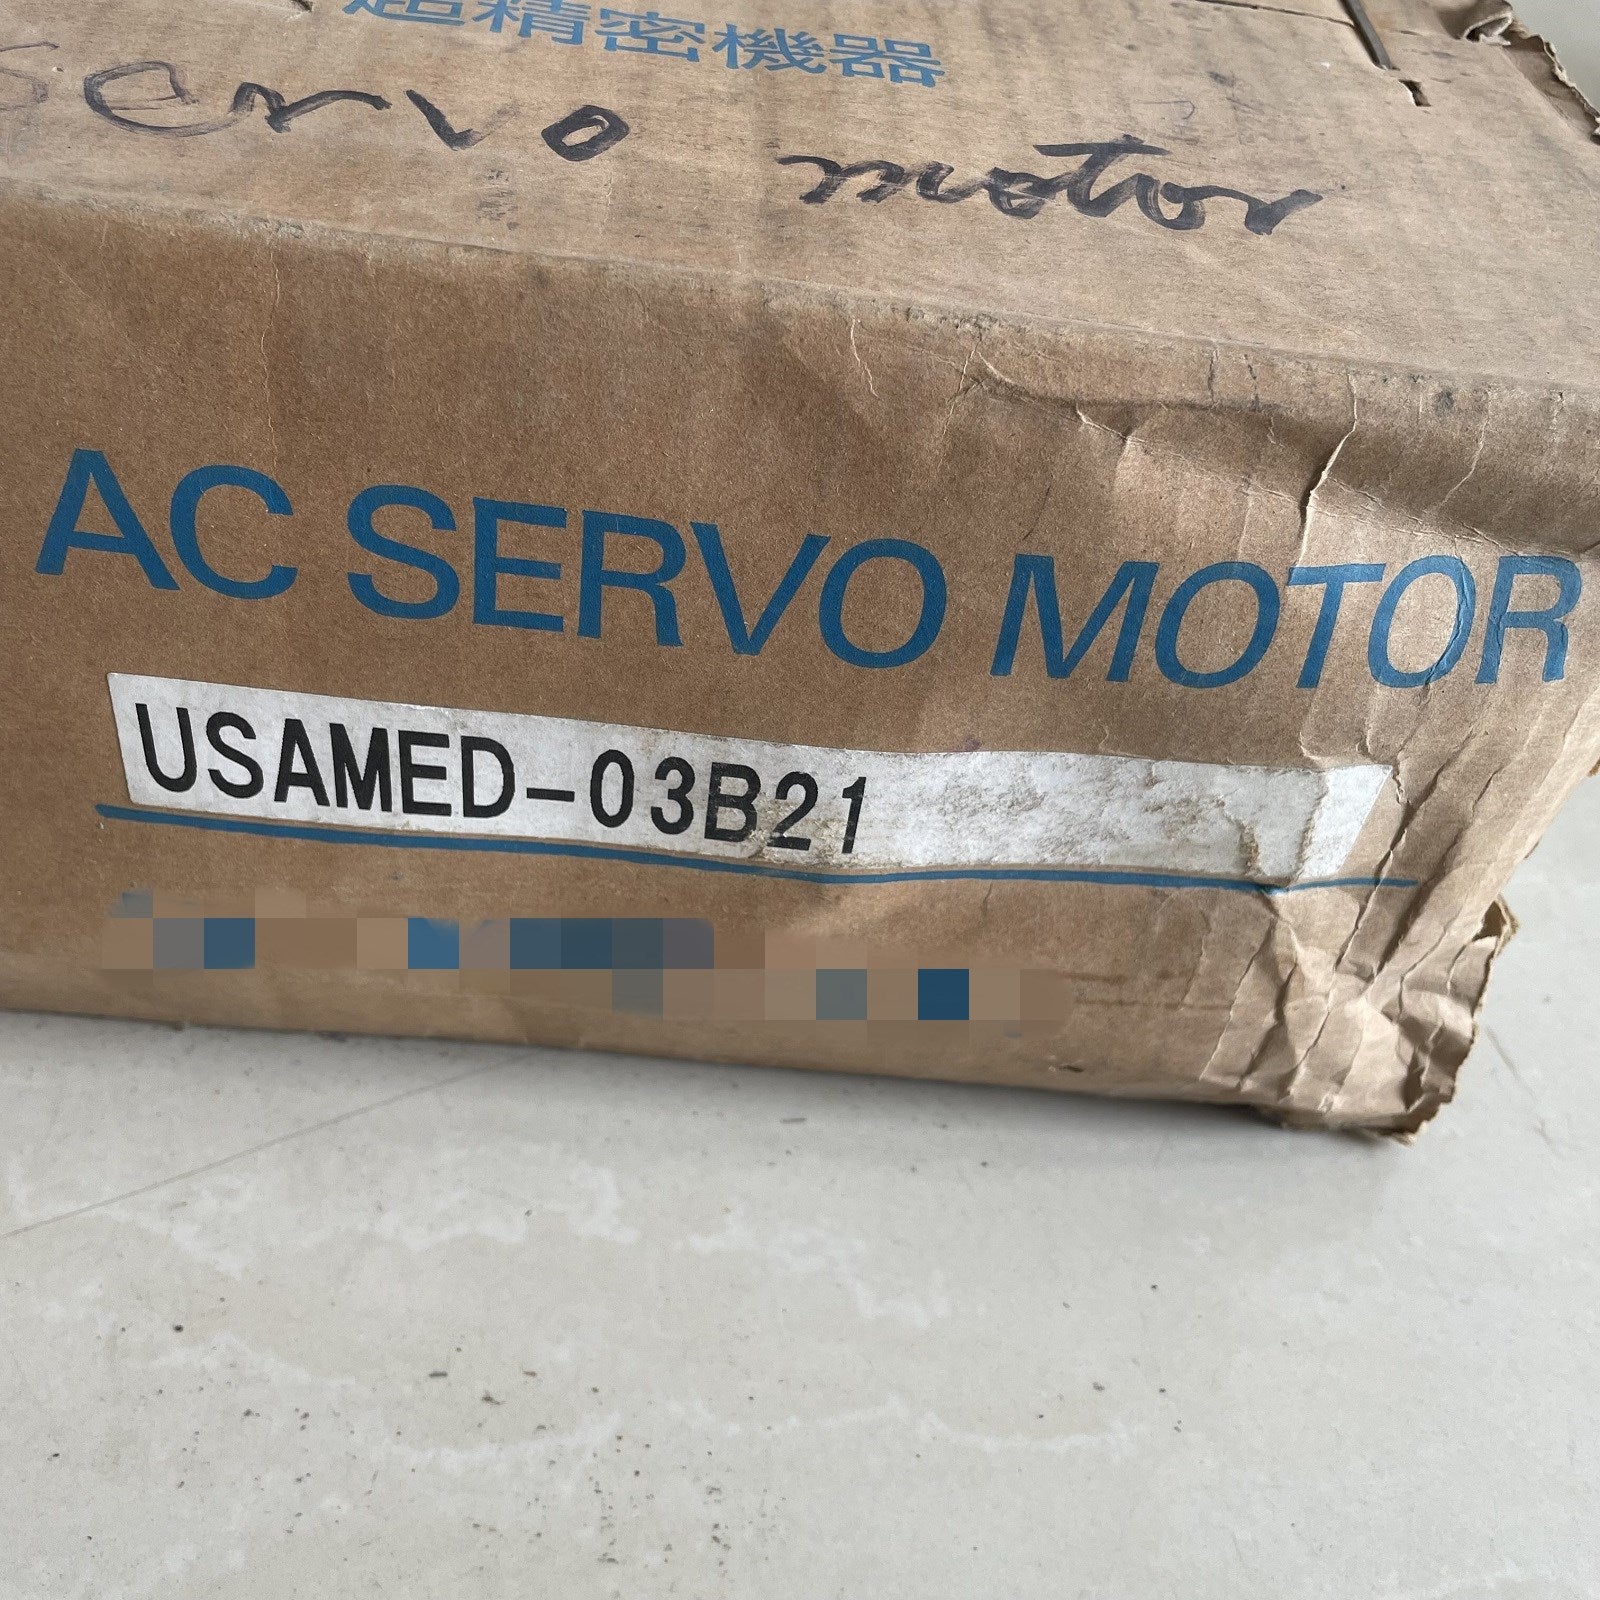 超精密機器
servo motor
AC SERVO MOTOR
USAMED-03B21